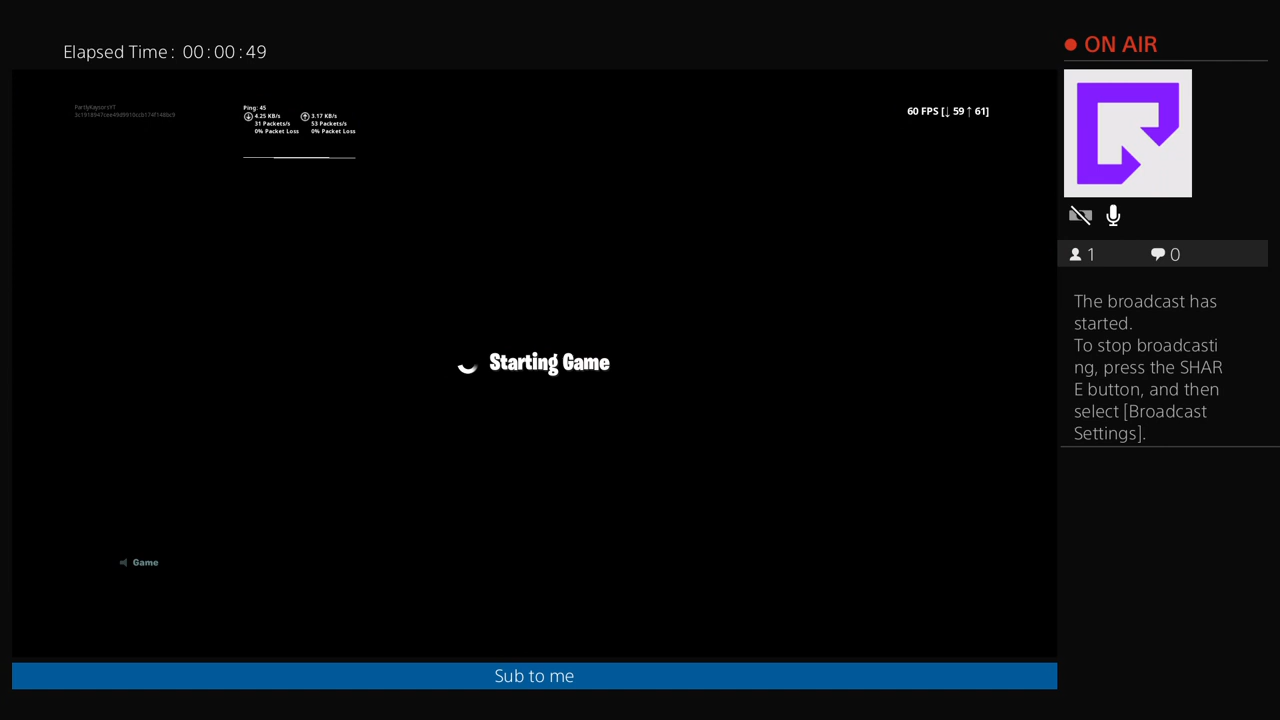 Elapsed Time: 00:00:49
ON AIR
PartlyKaysorsYT
Ping: 45
4.25 KB/s 3.17 KB/s
31 Packets/s 53 Packets/s
0% Packet Loss 0% Packet Loss
60 FPS [↓ 59 ↑ 61]
1 0
The broadcast has
started.
To stop broadcasti
ng, press the SHAR
E button, and then
select [Broadcast
Settings].
Starting Game
Game
Sub to me